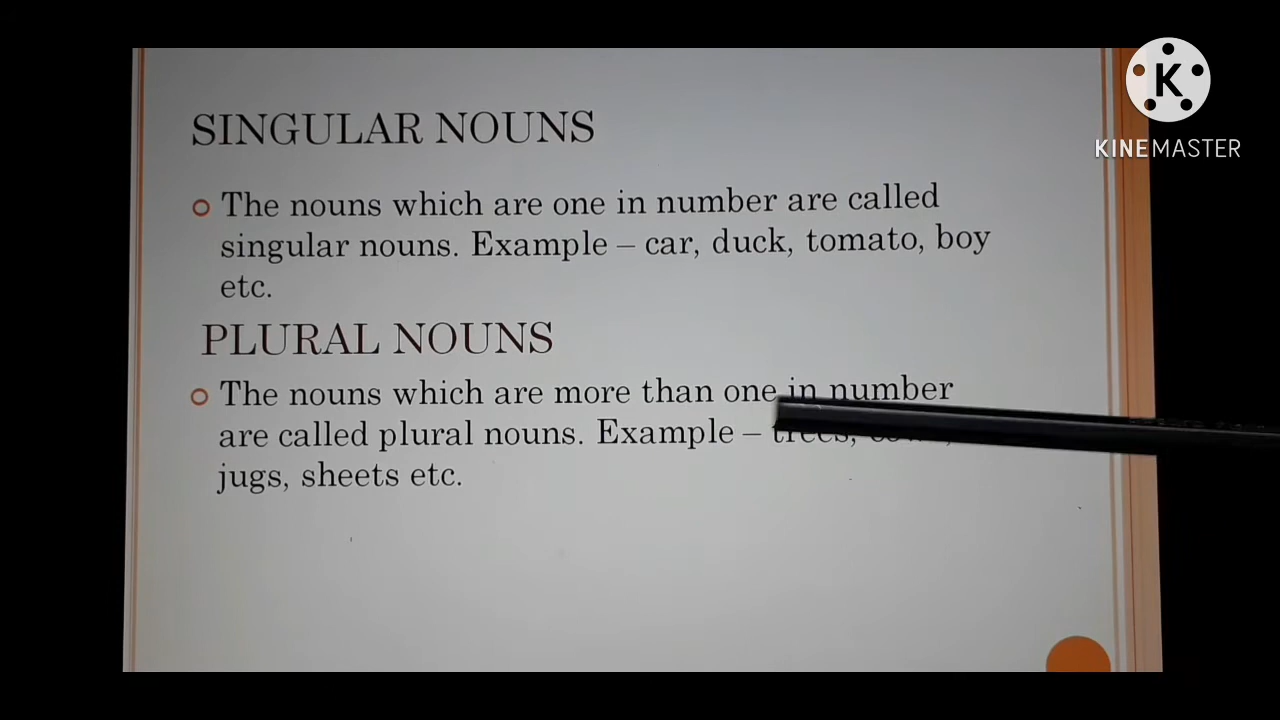 SINGULAR NOUNS
The nouns which are one in number are called
singular nouns. Example – car, duck, tomato, boy
etc.
PLURAL NOUNS
The nouns which are more than one in number
are called plural nouns. Example – trees,
jugs, sheets etc.
K
KINEMASTER